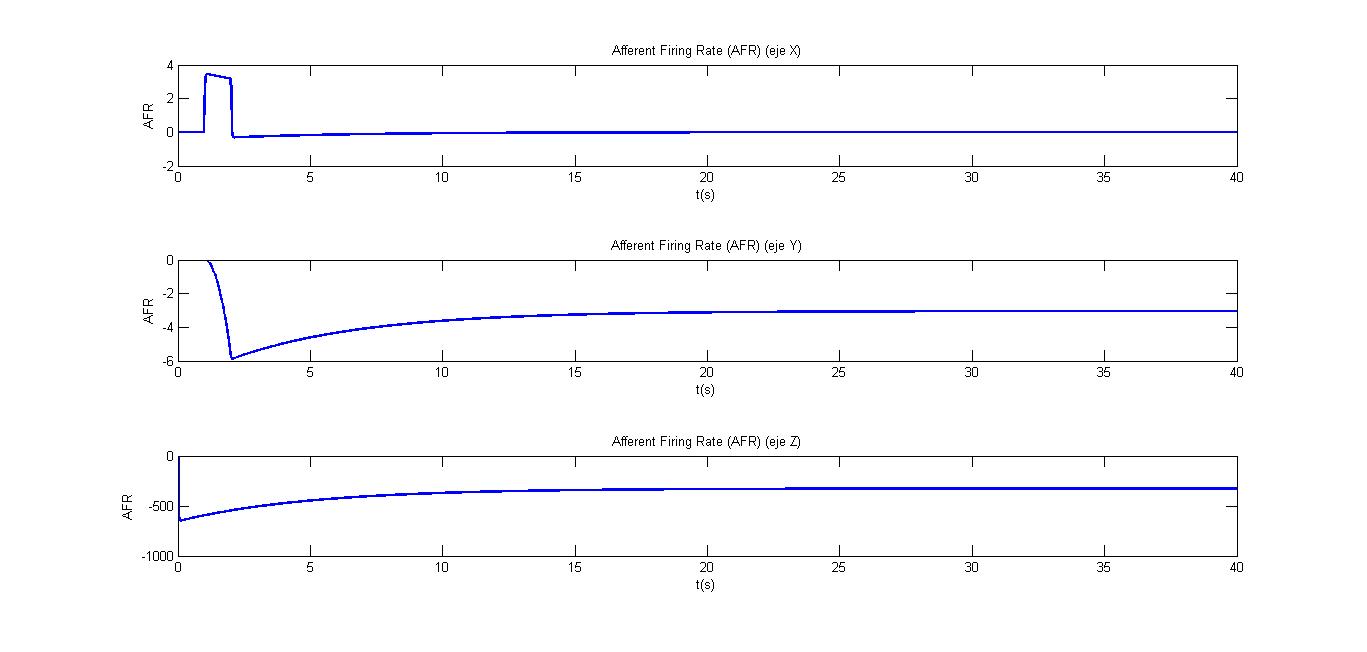 Afferent Firing Rate (AFR) (eje X)
4
2
0
-2
AFR
0 5 10 15 20 25 30 35 40
t(s)
Afferent Firing Rate (AFR) (eje Y)
0
-2
-4
-6
AFR
0 5 10 15 20 25 30 35 40
t(s)
Afferent Firing Rate (AFR) (eje Z)
0
-500
-1000
AFR
0 5 10 15 20 25 30 35 40
t(s)